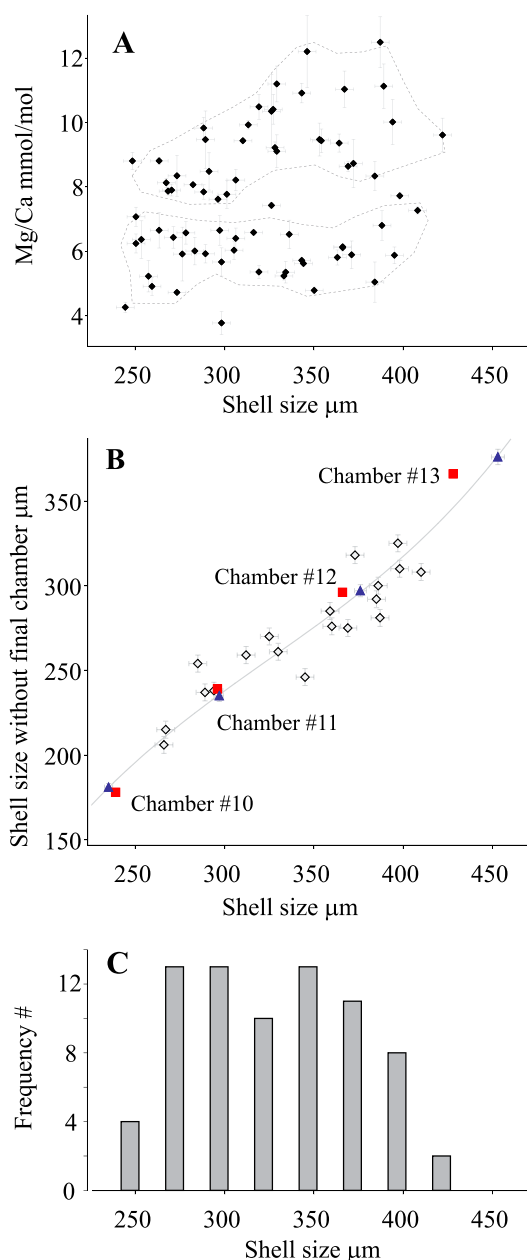 A
Mg/Ca mmol/mol
12
10
8
6
4
250 300 350 400 450
Shell size μm
B
Shell size without final chamber μm
350
300
250
200
150
Chamber #13
Chamber #12
Chamber #11
Chamber #10
250 300 350 400 450
Shell size μm
C
Frequency #
12
8
4
0
250 300 350 400 450
Shell size μm